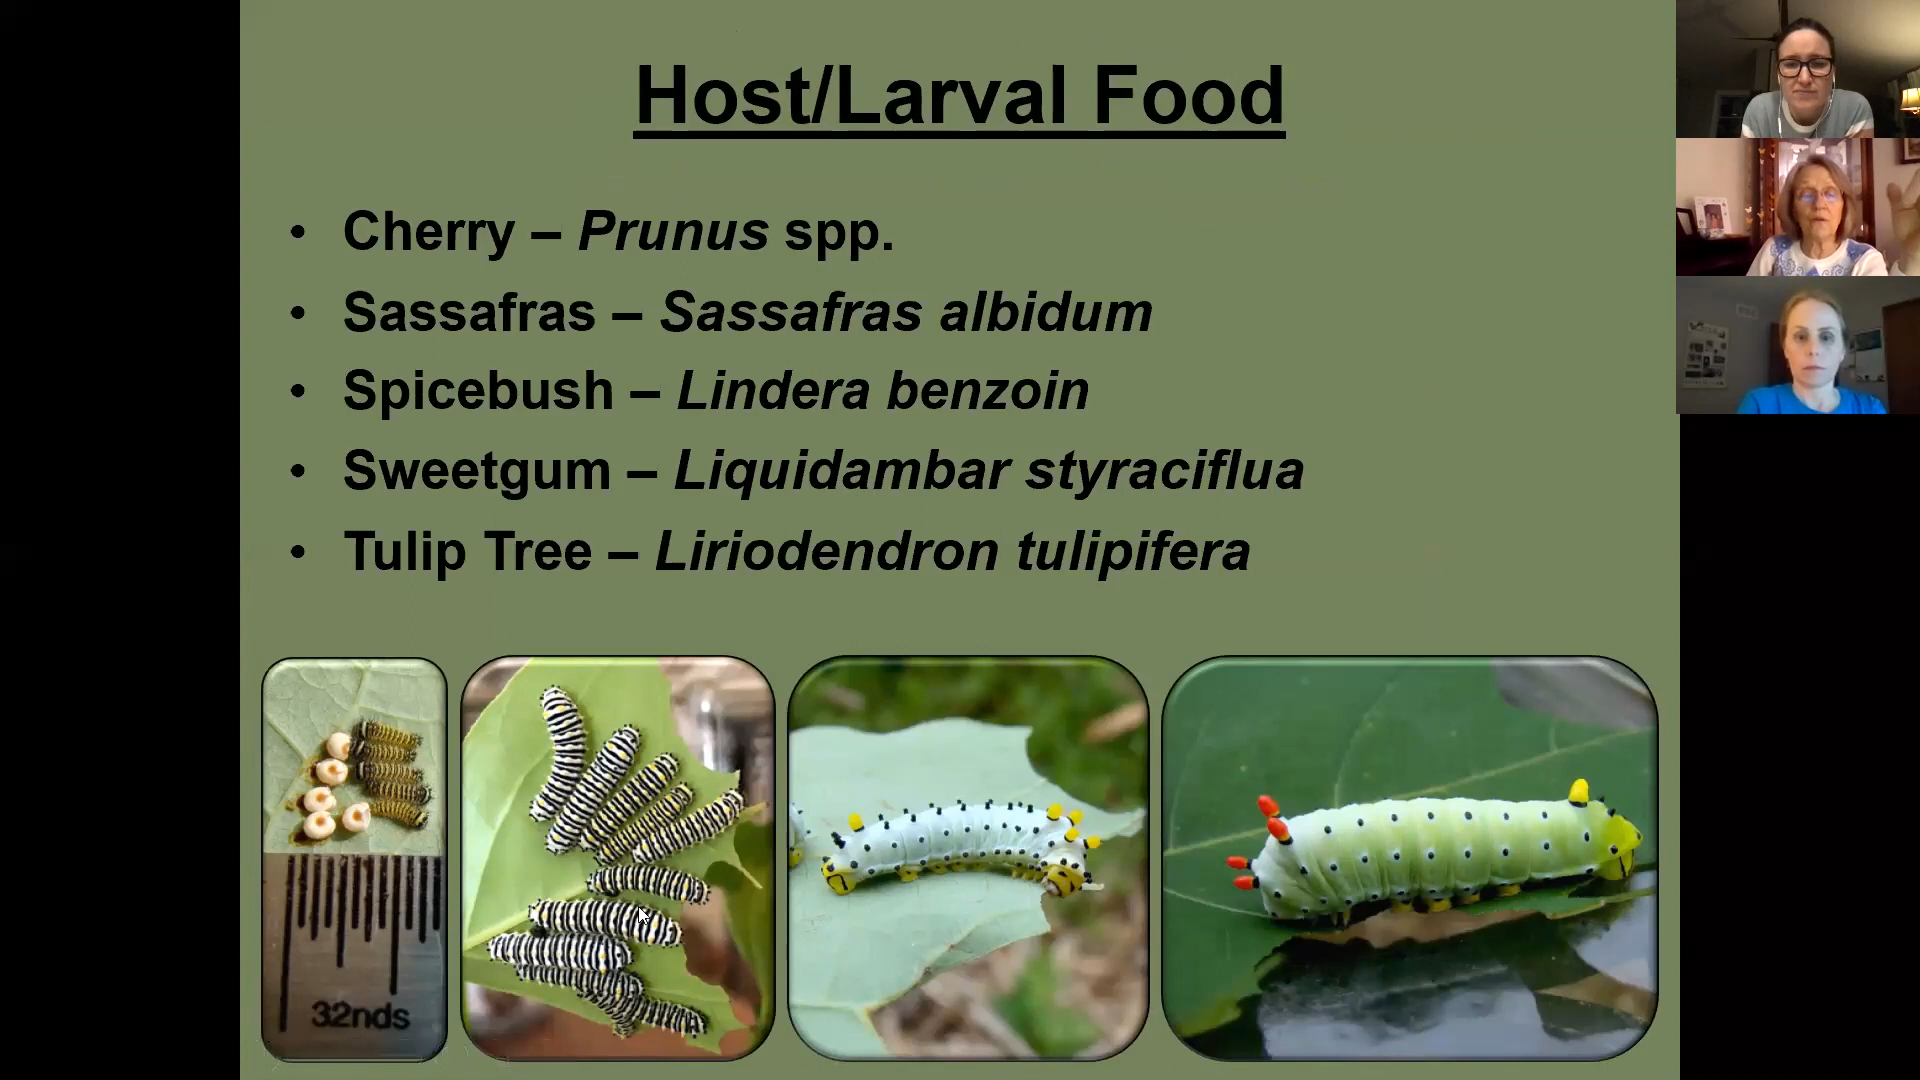 Host/Larval Food
• Cherry – Prunus spp.
• Sassafras – Sassafras albidum
• Spicebush – Lindera benzoin
• Sweetgum – Liquidambar styraciflua
• Tulip Tree – Liriodendron tulipifera
32nds